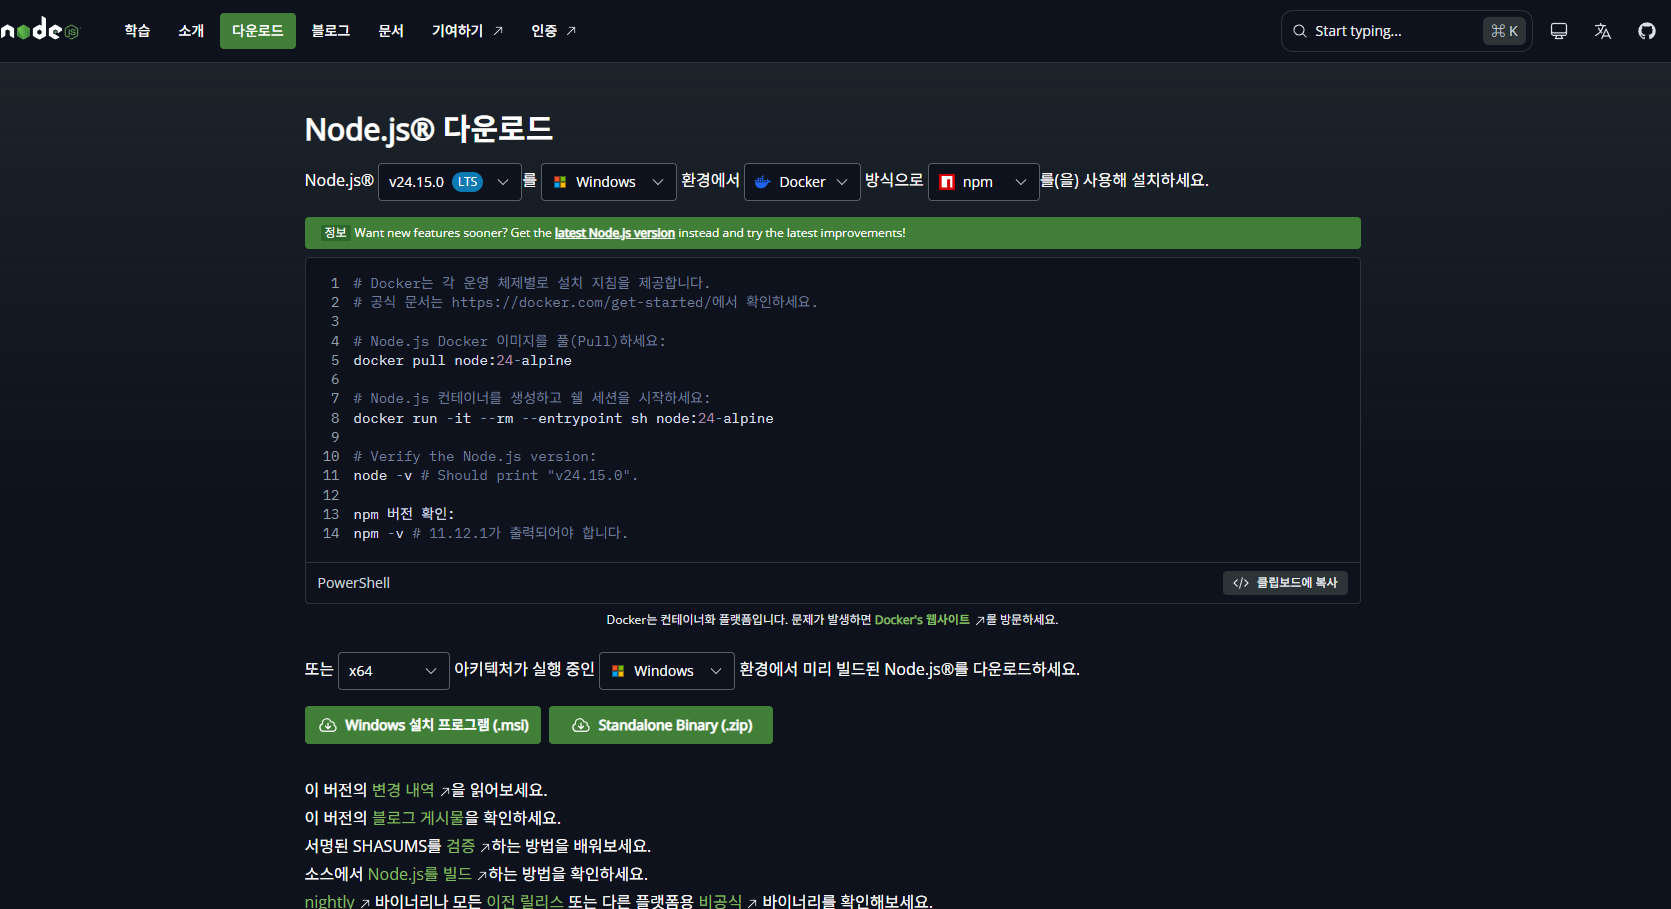 node js
학습 소개 다운로드 블로그 문서 기여하기 ↗ 인증 ↗ Start typing... ⌘ K
Node.js® 다운로드
Node.js® v24.15.0 LTS 를 Windows 환경에서 Docker 방식으로 npm 를(을) 사용해 설치하세요.
정보 Want new features sooner? Get the latest Node.js version instead and try the latest improvements!
1 # Docker는 각 운영 체제별로 설치 지침을 제공합니다.
2 # 공식 문서는 https://docker.com/get-started/에서 확인하세요.
3
4 # Node.js Docker 이미지를 풀(Pull)하세요:
5 docker pull node:24-alpine
6
7 # Node.js 컨테이너를 생성하고 쉘 세션을 시작하세요:
8 docker run -it --rm --entrypoint sh node:24-alpine
9
10 # Verify the Node.js version:
11 node -v # Should print "v24.15.0".
12
13 npm 버전 확인:
14 npm -v # 11.12.1가 출력되어야 합니다.
PowerShell </> 클립보드에 복사
Docker는 컨테이너화 플랫폼입니다. 문제가 발생하면 Docker's 웹사이트 ↗를 방문하세요.
또는 x64 아키텍처가 실행 중인 Windows 환경에서 미리 빌드된 Node.js®를 다운로드하세요.
Windows 설치 프로그램 (.msi) Standalone Binary (.zip)
이 버전의 변경 내역 ↗을 읽어보세요.
이 버전의 블로그 게시물을 확인하세요.
서명된 SHASUMS를 검증 ↗하는 방법을 배워보세요.
소스에서 Node.js를 빌드 ↗하는 방법을 확인하세요.
nightly ↗ 바이너리나 모든 이전 릴리스 또는 다른 플랫폼용 비공식 ↗ 바이너리를 확인해보세요.